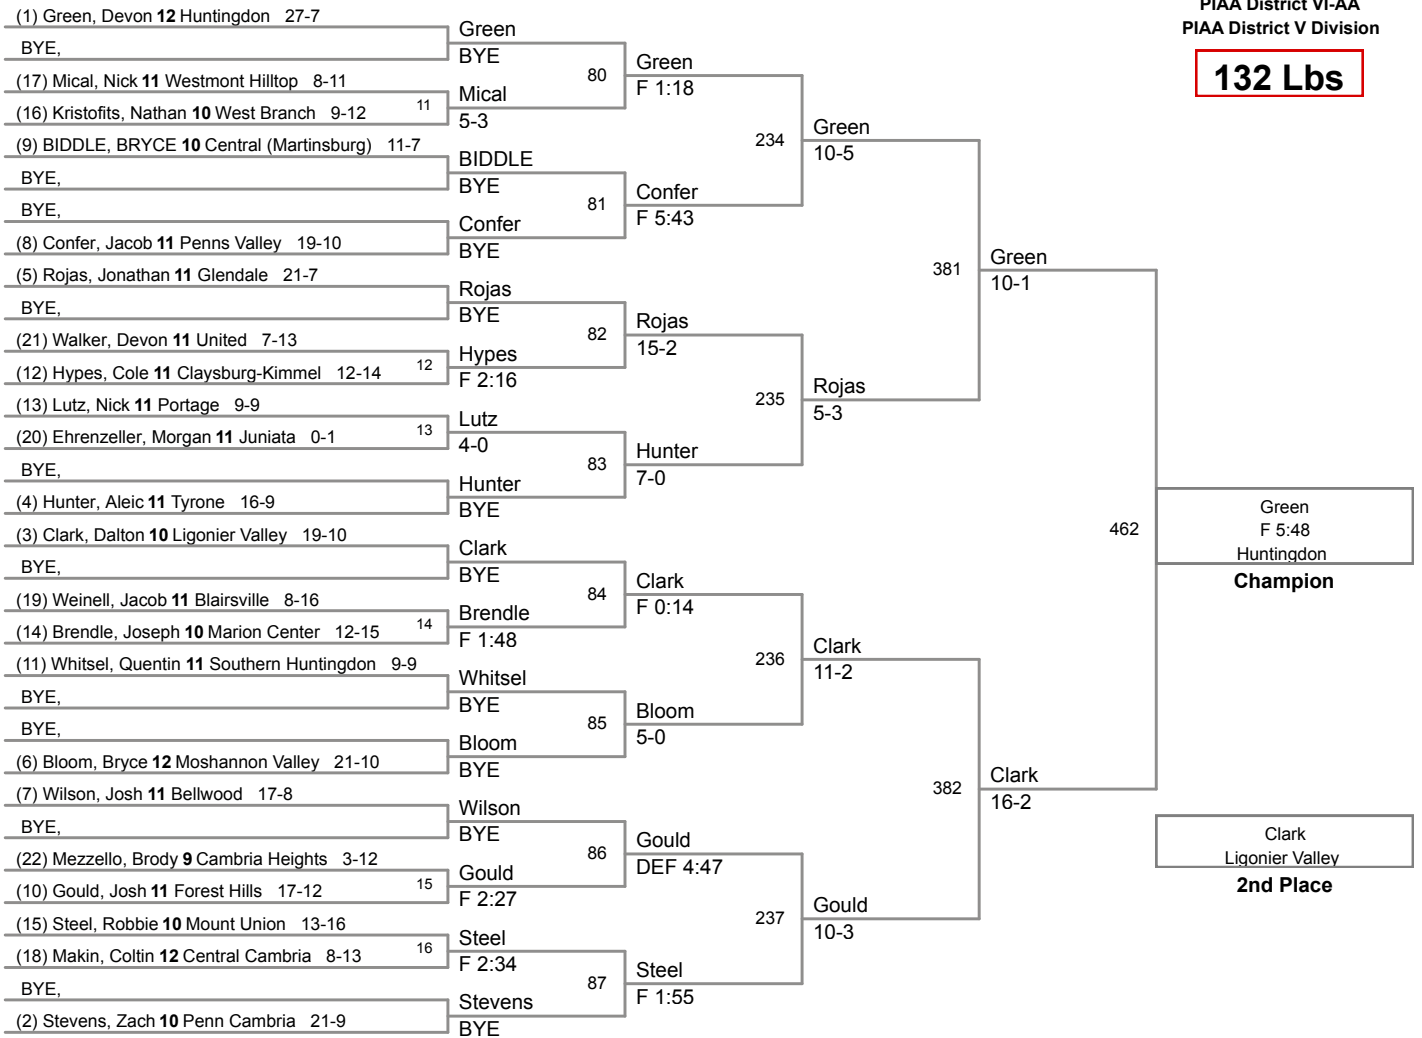 PIAA District VI-AA
PIAA District V Division
132 Lbs
(1) Green, Devon 12 Huntingdon 27-7
BYE,
(17) Mical, Nick 11 Westmont Hilltop 8-11
(16) Kristofits, Nathan 10 West Branch 9-12
(9) BIDDLE, BRYCE 10 Central (Martinsburg) 11-7
BYE,
BYE,
(8) Confer, Jacob 11 Penns Valley 19-10
(5) Rojas, Jonathan 11 Glendale 21-7
BYE,
(21) Walker, Devon 11 United 7-13
(12) Hypes, Cole 11 Claysburg-Kimmel 12-14
(13) Lutz, Nick 11 Portage 9-9
(20) Ehrenzeller, Morgan 11 Juniata 0-1
BYE,
(4) Hunter, Aleic 11 Tyrone 16-9
(3) Clark, Dalton 10 Ligonier Valley 19-10
BYE,
(19) Weinell, Jacob 11 Blairsville 8-16
(14) Brendle, Joseph 10 Marion Center 12-15
(11) Whitsel, Quentin 11 Southern Huntingdon 9-9
BYE,
BYE,
(6) Bloom, Bryce 12 Moshannon Valley 21-10
(7) Wilson, Josh 11 Bellwood 17-8
BYE,
(22) Mezzello, Brody 9 Cambria Heights 3-12
(10) Gould, Josh 11 Forest Hills 17-12
(15) Steel, Robbie 10 Mount Union 13-16
(18) Makin, Coltin 12 Central Cambria 8-13
BYE,
(2) Stevens, Zach 10 Penn Cambria 21-9
11
12
13
14
15
16
Green
BYE
Mical
5-3
BIDDLE
BYE
Confer
BYE
Rojas
BYE
Hypes
F 2:16
Lutz
4-0
Hunter
BYE
Clark
BYE
Brendle
F 1:48
Whitsel
BYE
Bloom
BYE
Wilson
BYE
Gould
F 2:27
Steel
F 2:34
Stevens
BYE
80
81
82
83
84
85
86
87
Green
F 1:18
Confer
F 5:43
Rojas
15-2
Hunter
7-0
Clark
F 0:14
Bloom
5-0
Gould
DEF 4:47
Steel
F 1:55
234
235
236
237
Green
10-5
Rojas
5-3
Clark
11-2
Gould
10-3
381
382
Green
10-1
Clark
16-2
462
Green
F 5:48
Huntingdon
Champion
Clark
Ligonier Valley
2nd Place